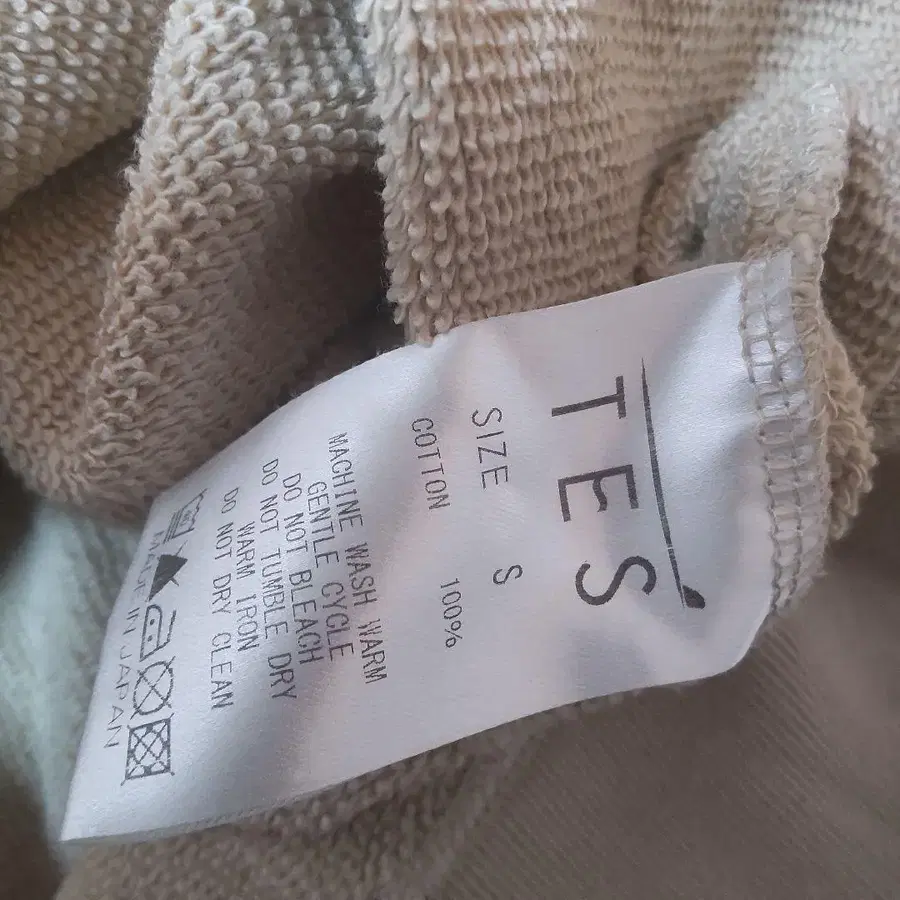 TES
SIZE S
COTTON 100%
MACHINE WASH WARM
GENTLE CYCLE
DO NOT BLEACH
DO NOT TUMBLE DRY
WARM IRON
DO NOT DRY CLEAN
MADE IN JAPAN